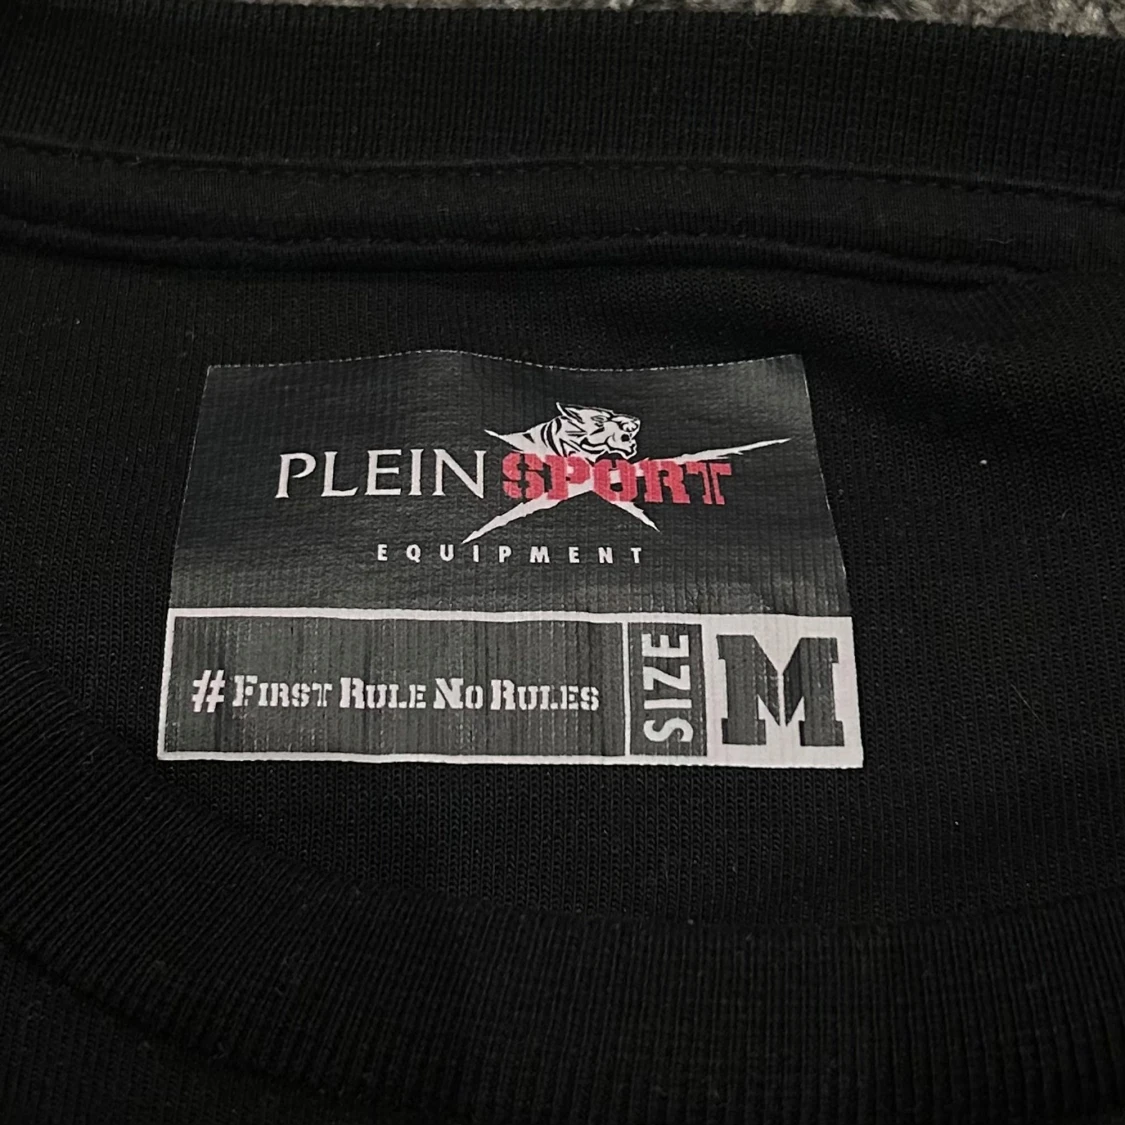 PLEIN SPORT
EQUIPMENT
# FIRST RULE NO RULES
SIZE
M